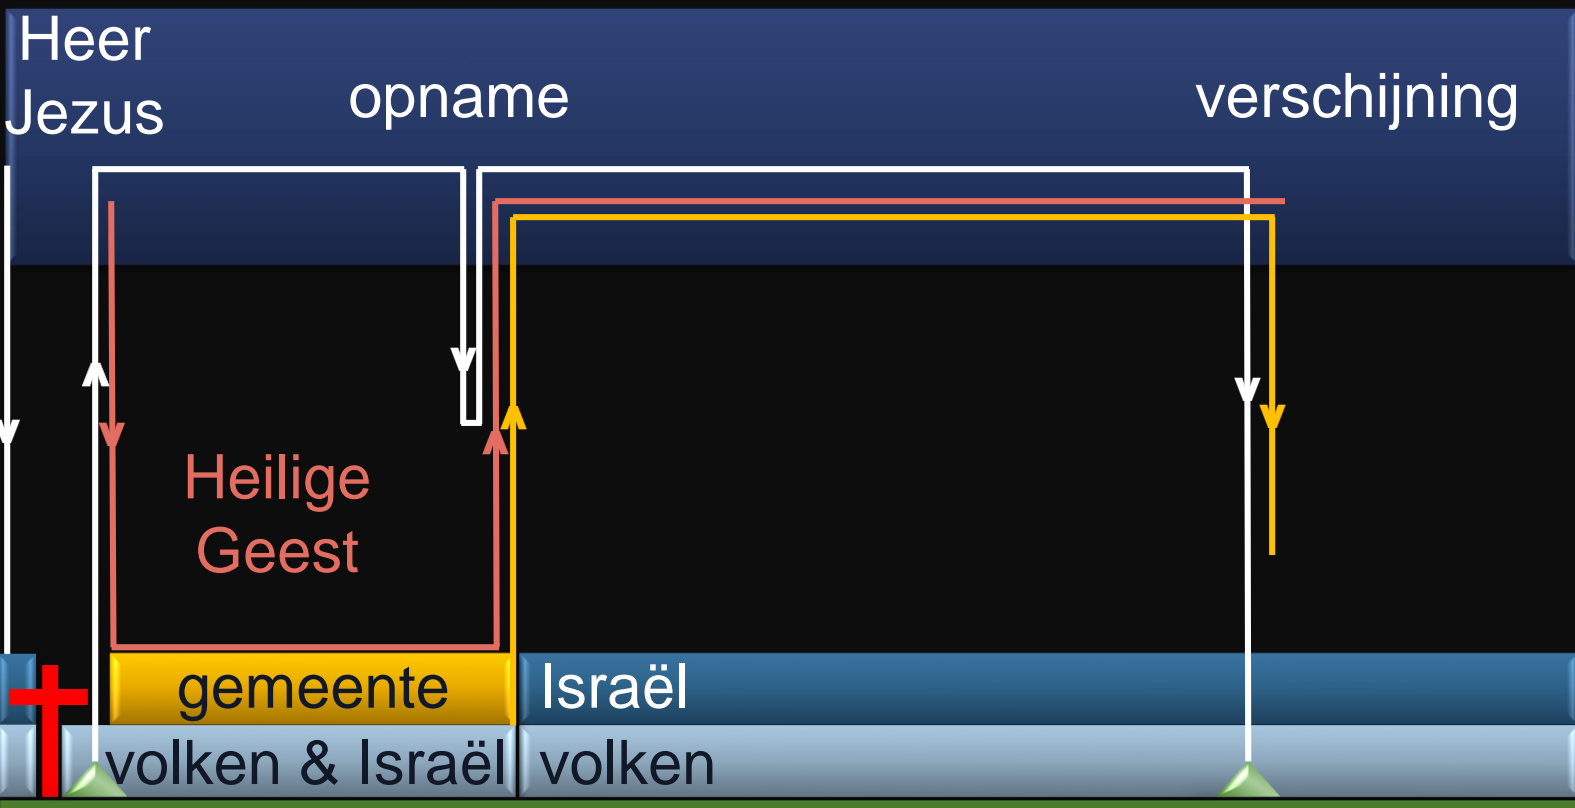 Heer
Jezus
opname
verschijning
Heilige
Geest
gemeente
Israël
volken & Israël
volken